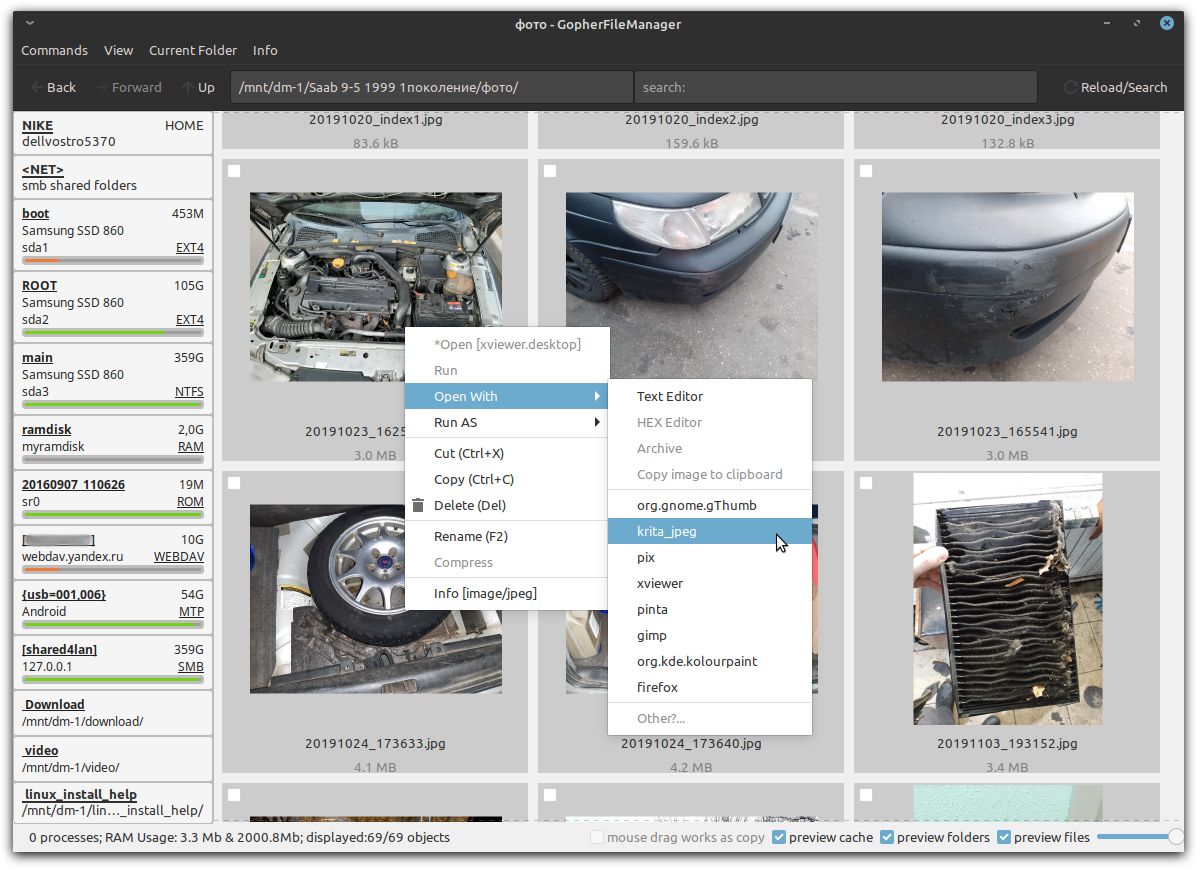 фото - GopherFileManager
Commands View Current Folder Info
Back Forward Up /mnt/dm-1/Saab 9-5 1999 1поколение/фото/ search: Reload/Search
NIKE HOME
dellvostro5370
<NET>
smb shared folders
boot 453M
Samsung SSD 860
sda1 EXT4
ROOT 105G
Samsung SSD 860
sda2 EXT4
main 359G
Samsung SSD 860
sda3 NTFS
ramdisk 2,0G
myramdisk RAM
20160907_110626 19M
sr0 ROM
[ ] 10G
webdav.yandex.ru WEBDAV
{usb=001,006} 54G
Android MTP
[shared4lan] 359G
127.0.0.1 SMB
Download
/mnt/dm-1/download/
video
/mnt/dm-1/video/
linux_install_help
/mnt/dm-1/lin..._install_help/
20191020_index1.jpg 20191020_index2.jpg 20191020_index3.jpg
83.6 kB 159.6 kB 132.8 kB
20191023_1625 20191023_165541.jpg
3.0 MB 3.0 MB
20191024_173633.jpg 20191024_173640.jpg 20191103_193152.jpg
4.1 MB 4.2 MB 3.4 MB
*Open [xviewer.desktop]
Run
Open With
Run AS
Cut (Ctrl+X)
Copy (Ctrl+C)
Delete (Del)
Rename (F2)
Compress
Info [image/jpeg]
Text Editor
HEX Editor
Archive
Copy image to clipboard
org.gnome.gThumb
krita_jpeg
pix
xviewer
pinta
gimp
org.kde.kolourpaint
firefox
Other?...
0 processes; RAM Usage: 3.3 Mb & 2000.8Mb; displayed:69/69 objects
mouse drag works as copy preview cache preview folders preview files